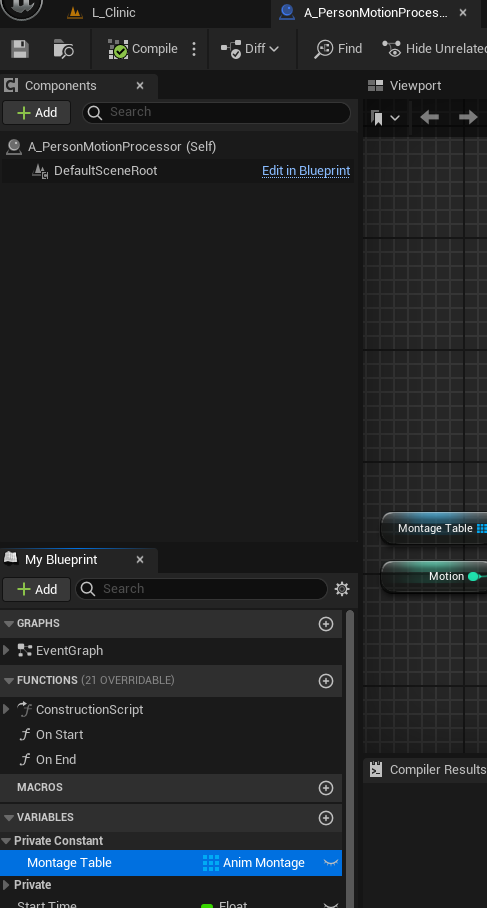 L_Clinic
A_PersonMotionProces...
Compile
Diff
Find
Hide Unrelated
Components
Viewport
Add
Search
A_PersonMotionProcessor (Self)
DefaultSceneRoot
Edit in Blueprint
Montage Table
Motion
My Blueprint
Add
Search
GRAPHS
EventGraph
FUNCTIONS (21 OVERRIDABLE)
ConstructionScript
On Start
On End
MACROS
Compiler Results
VARIABLES
Private Constant
Montage Table
Anim Montage
Private
Start Time
Float